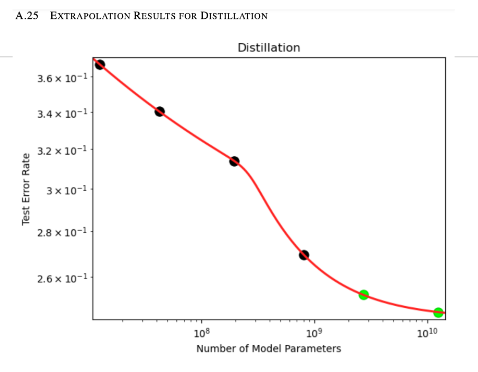 A.25 EXTRAPOLATION RESULTS FOR DISTILLATION
Distillation
3.6 × 10⁻¹
3.4 × 10⁻¹
3.2 × 10⁻¹
3 × 10⁻¹
2.8 × 10⁻¹
2.6 × 10⁻¹
Test Error Rate
10⁸
10⁹
10¹⁰
Number of Model Parameters